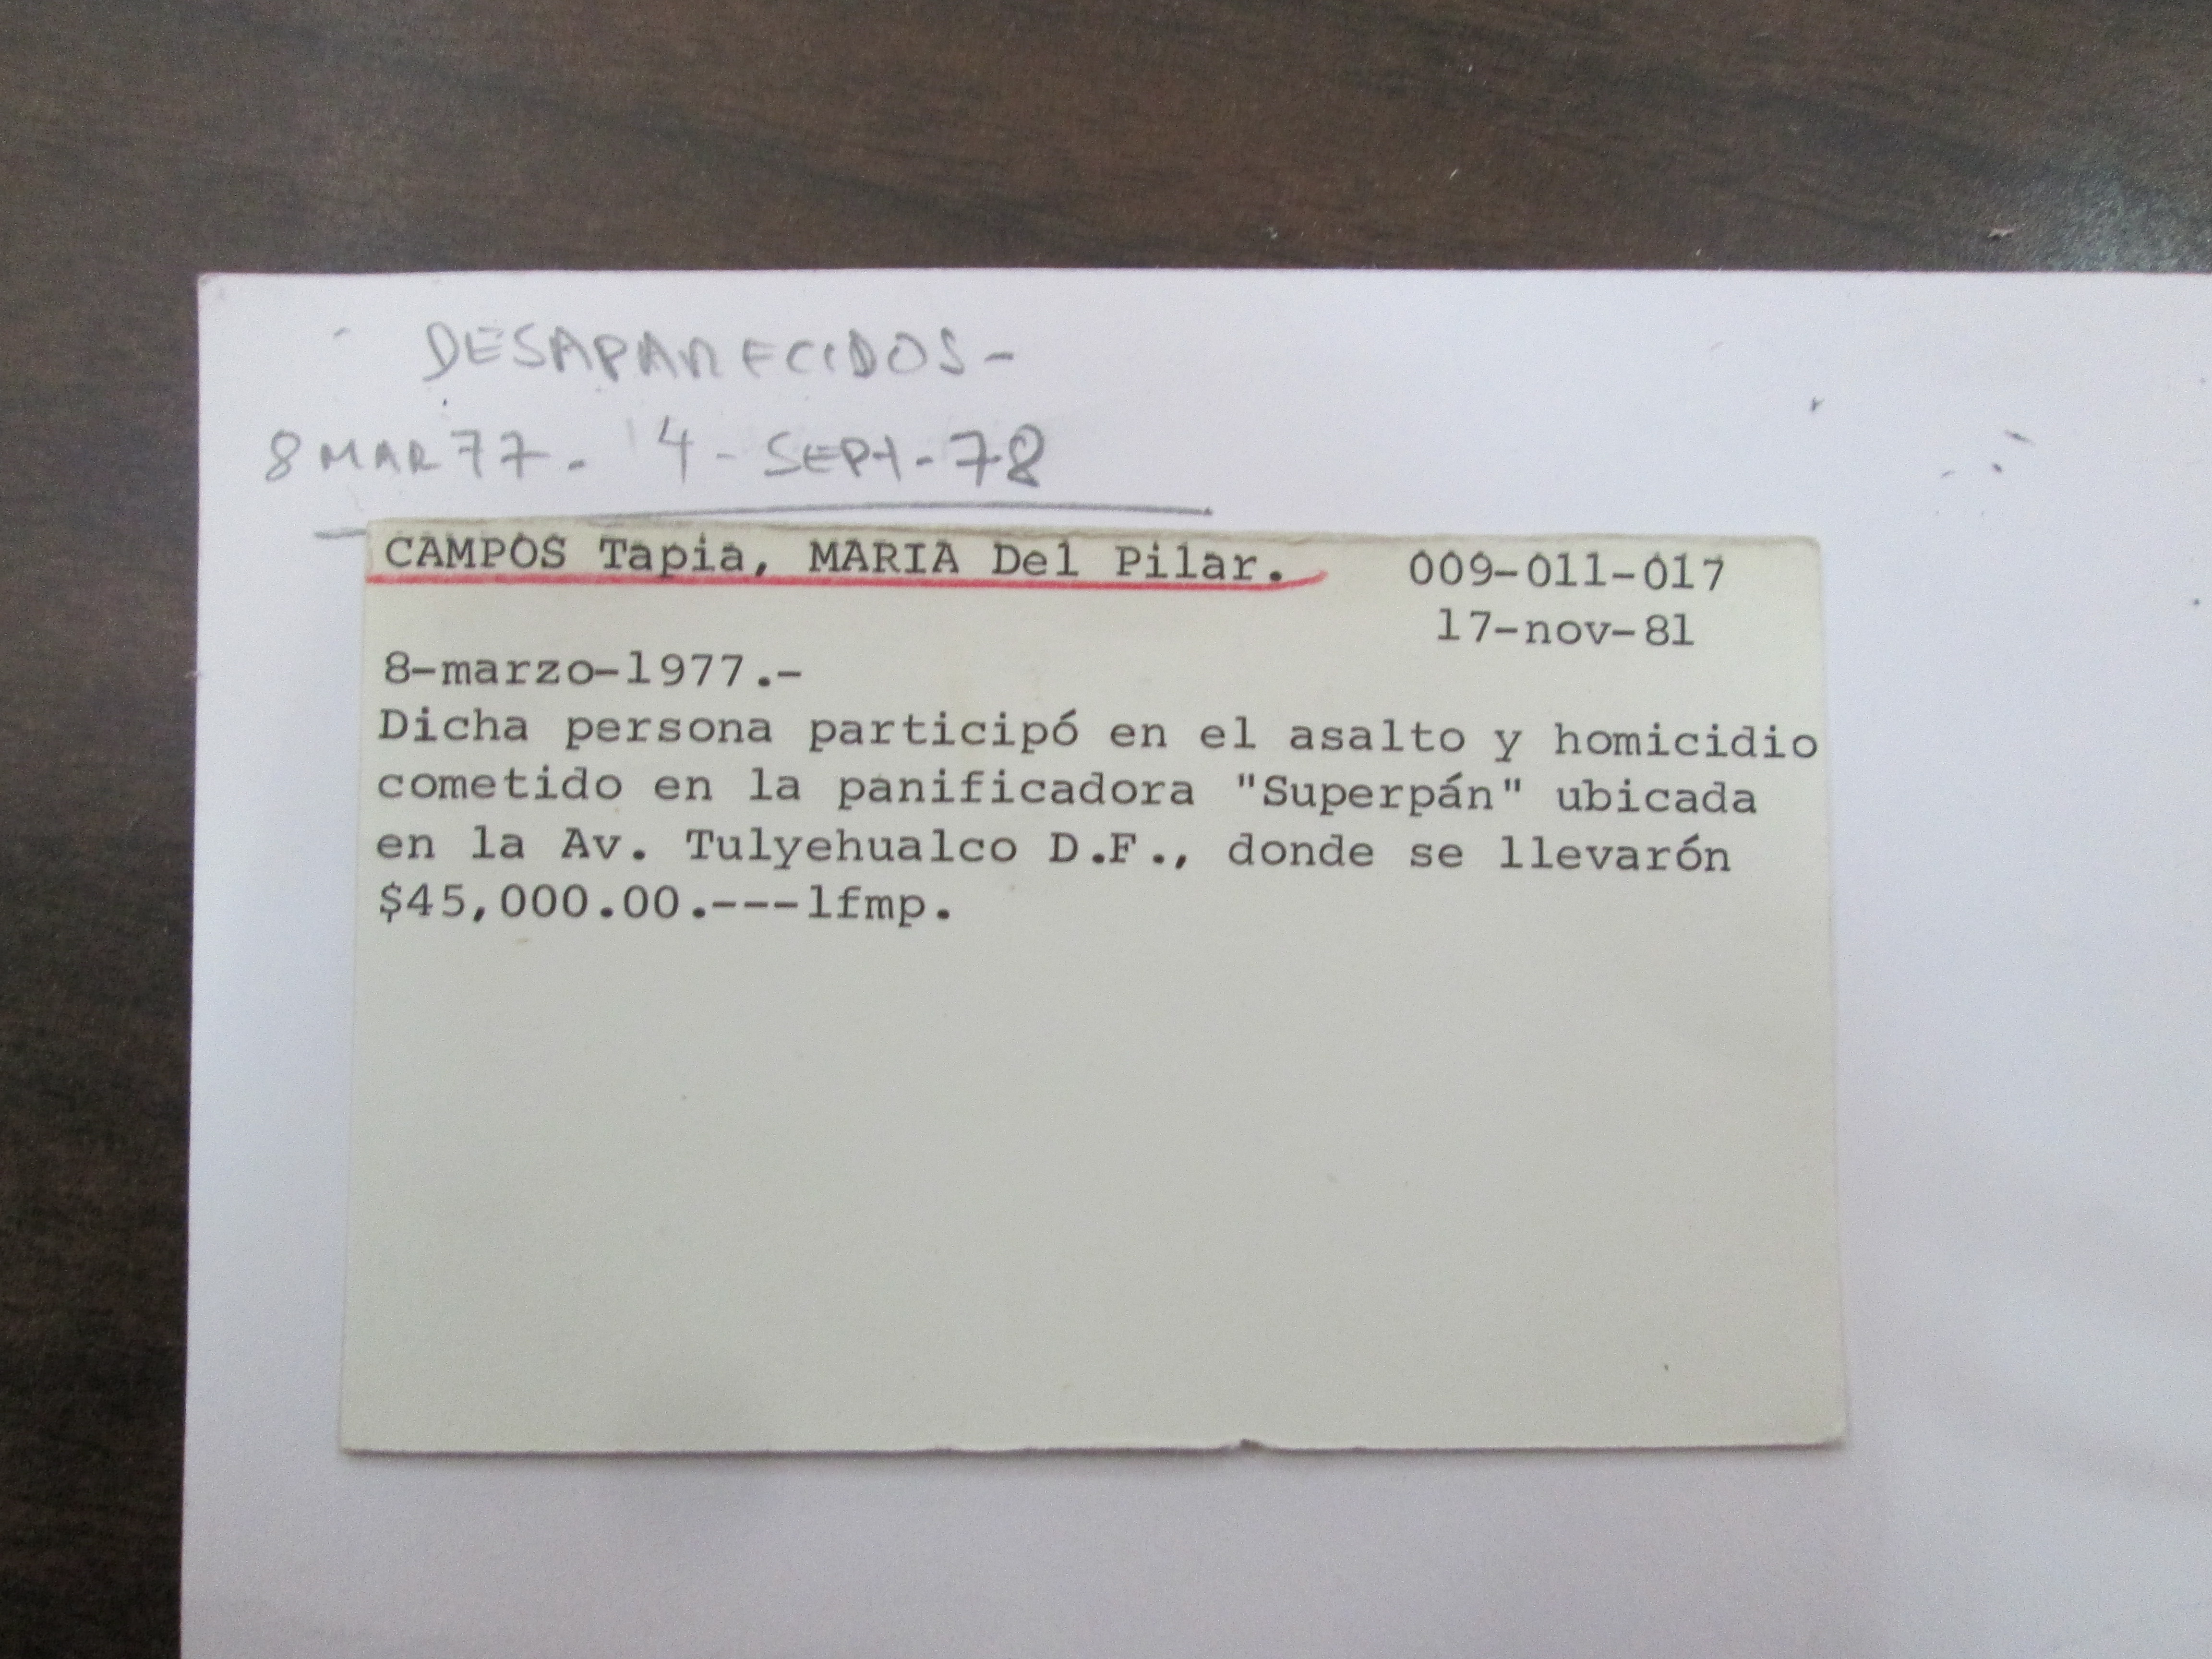 DESAPARECIDOS-
8 MAR 77. 4-SEPT-78
CAMPOS Tapia, MARIA Del Pilar. 009-011-017
17-nov-81
8-marzo-1977.-
Dicha persona participó en el asalto y homicidio
cometido en la panificadora "Superpán" ubicada
en la Av. Tulyehualco D.F., donde se llevarón
$45,000.00.---lfmp.